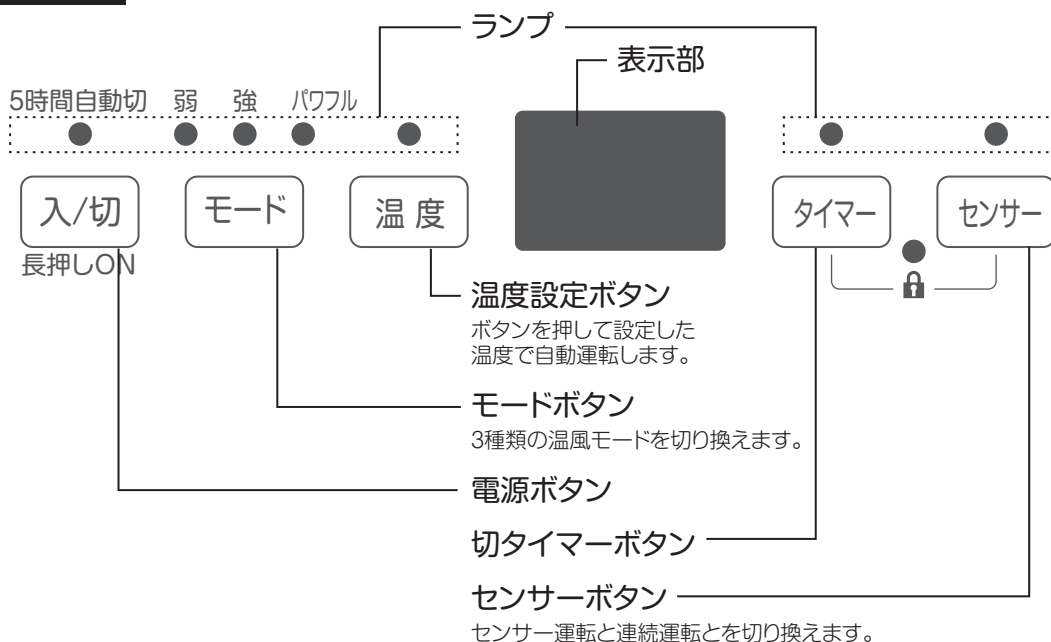 ランプ
表示部
5時間自動切 弱 強 パワフル
入/切 モード 温度 タイマー センサー
長押しON
温度設定ボタン
ボタンを押して設定した
温度で自動運転します。
モードボタン
3種類の温風モードを切り換えます。
電源ボタン
切タイマーボタン
センサーボタン
センサー運転と連続運転とを切り換えます。